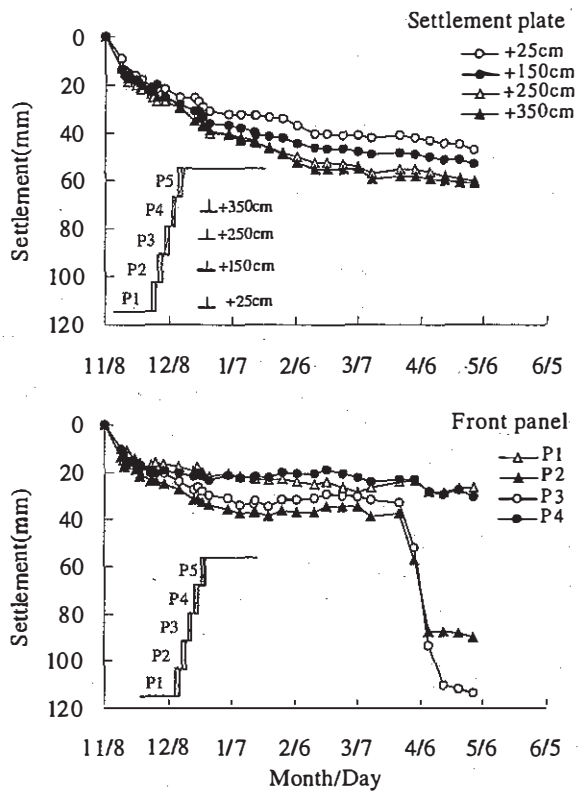 Settlement plate
+25cm
+150cm
+250cm
+350cm
Settlement(mm)
0
20
40
60
80
100
120
P5
P4
P3
P2
P1
+350cm
+250cm
+150cm
+25cm
11/8 12/8 1/7 2/6 3/7 4/6 5/6 6/5
Front panel
P1
P2
P3
P4
Settlement(mm)
0
20
40
60
80
100
120
P5
P4
P3
P2
P1
11/8 12/8 1/7 2/6 3/7 4/6 5/6 6/5
Month/Day